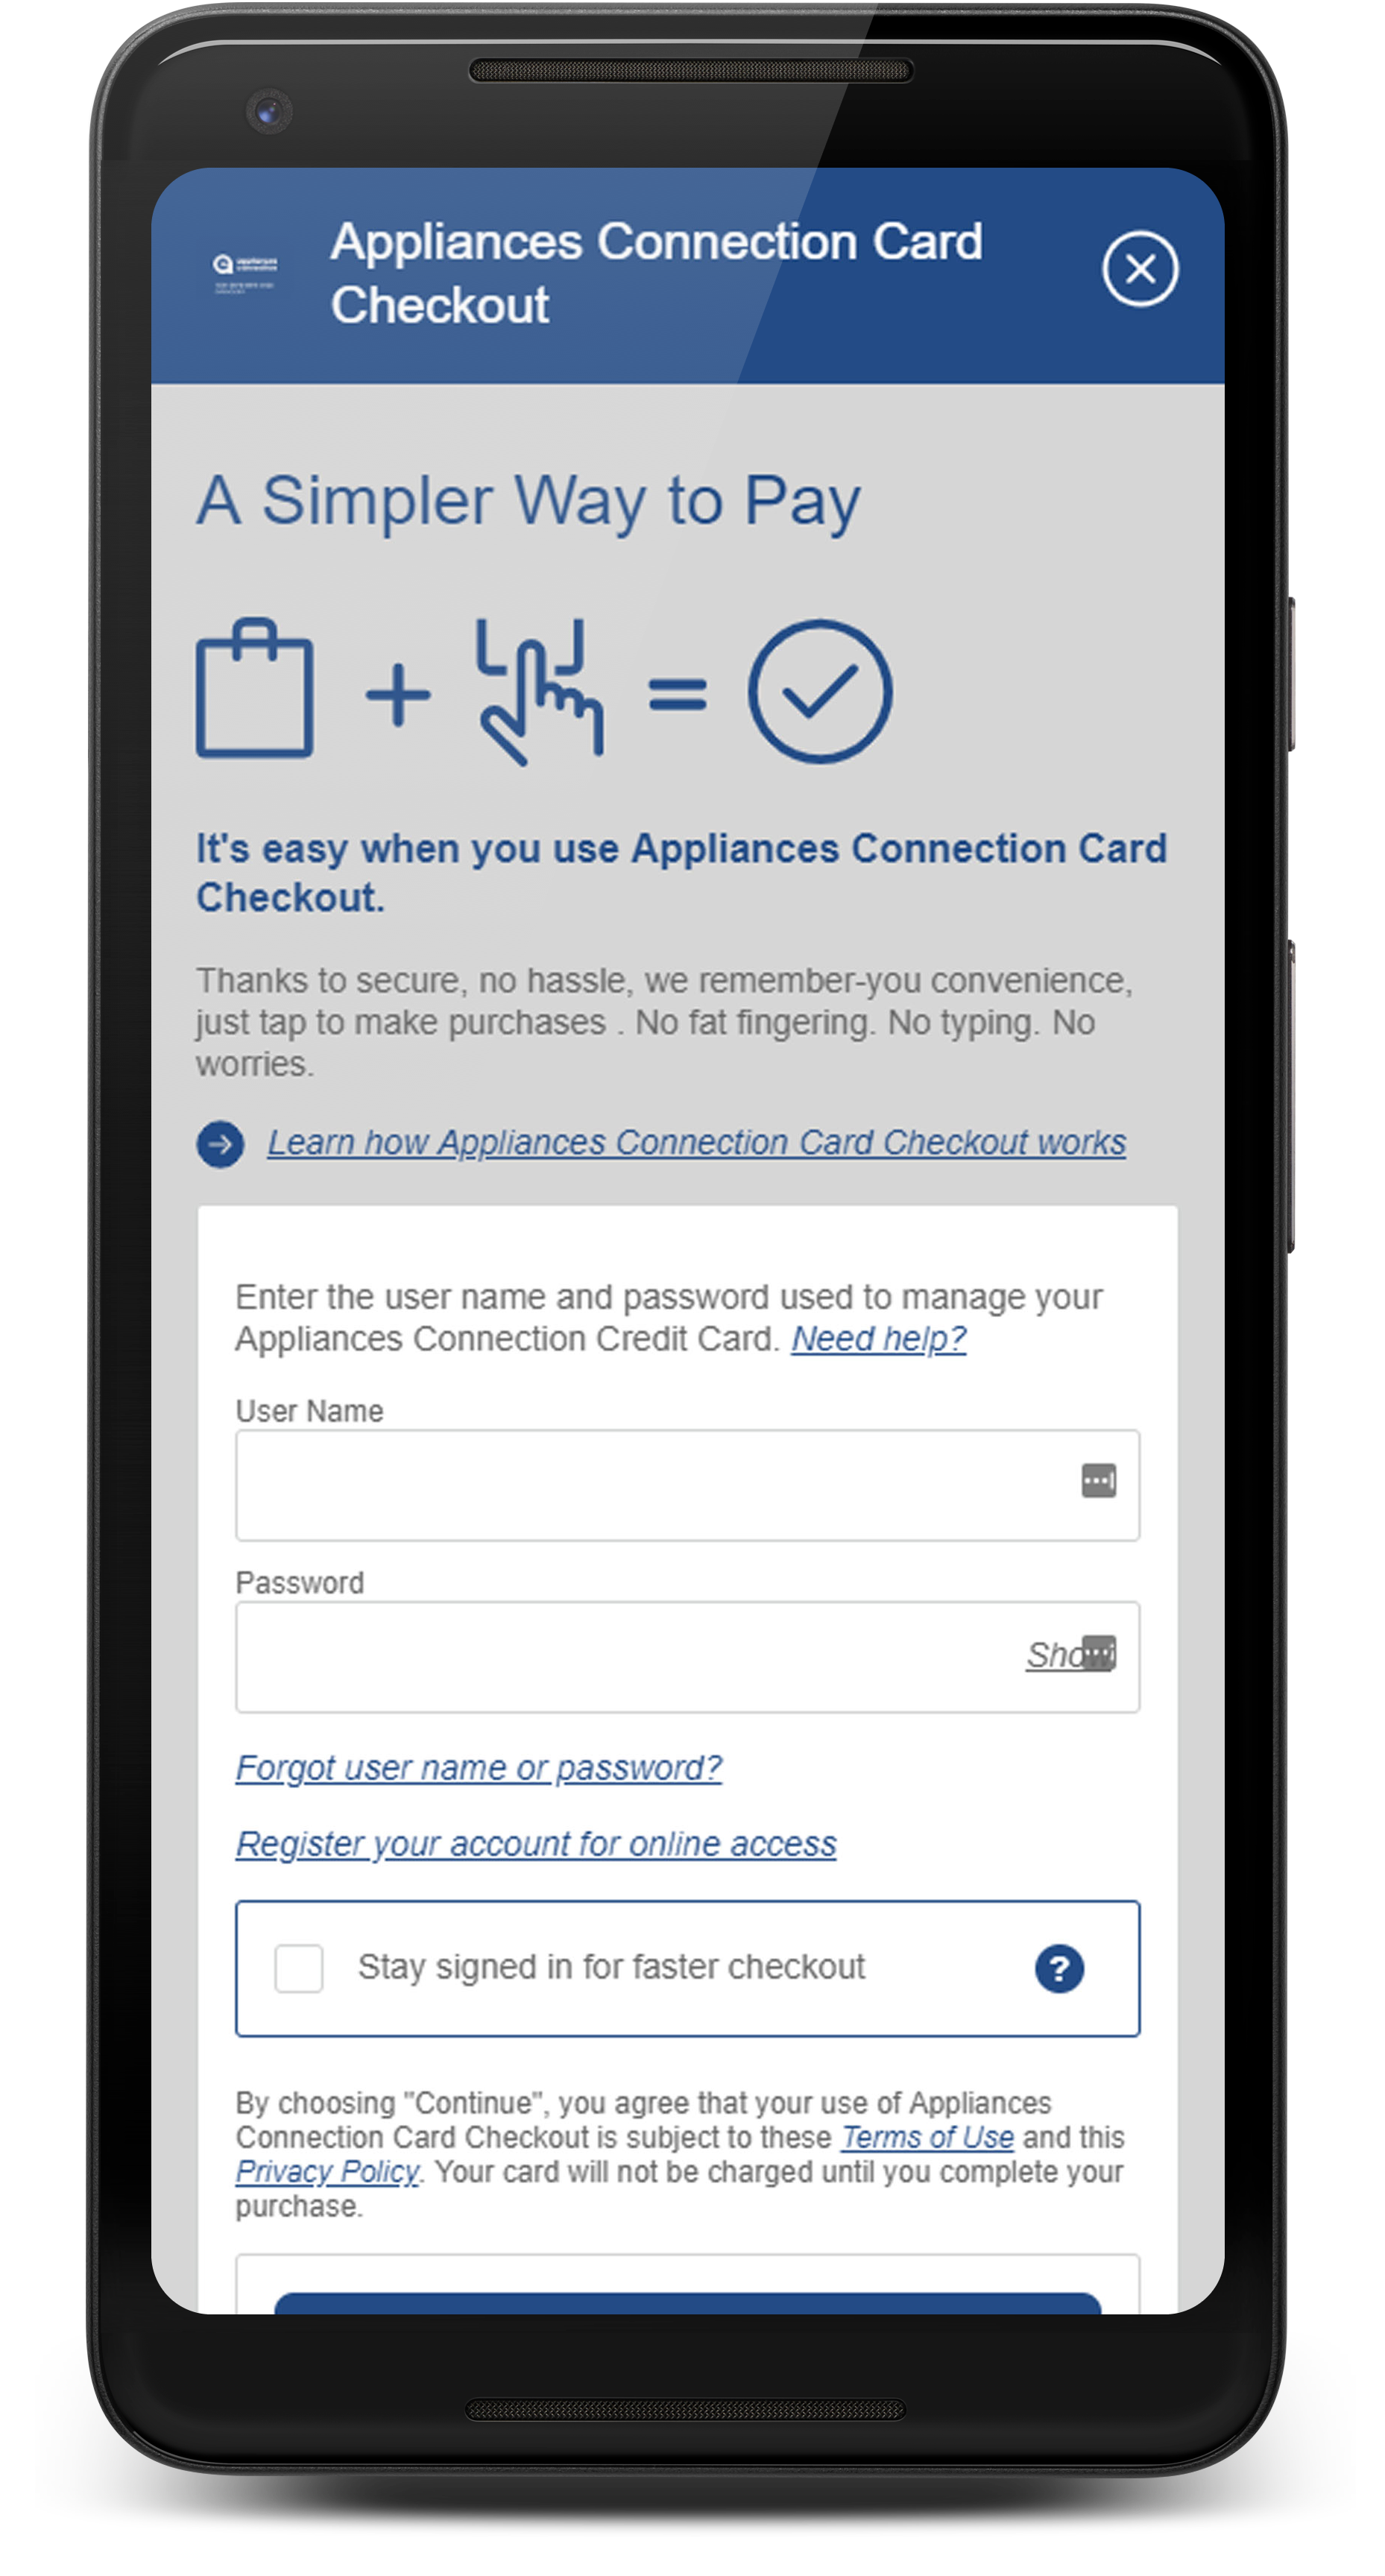 appliances
connection
Appliances Connection Card
Checkout
A Simpler Way to Pay
It's easy when you use Appliances Connection Card
Checkout.
Thanks to secure, no hassle, we remember-you convenience,
just tap to make purchases . No fat fingering. No typing. No
worries.
Learn how Appliances Connection Card Checkout works
Enter the user name and password used to manage your
Appliances Connection Credit Card. Need help?
User Name
Password
Show
Forgot user name or password?
Register your account for online access
Stay signed in for faster checkout
?
By choosing "Continue", you agree that your use of Appliances
Connection Card Checkout is subject to these Terms of Use and this
Privacy Policy. Your card will not be charged until you complete your
purchase.